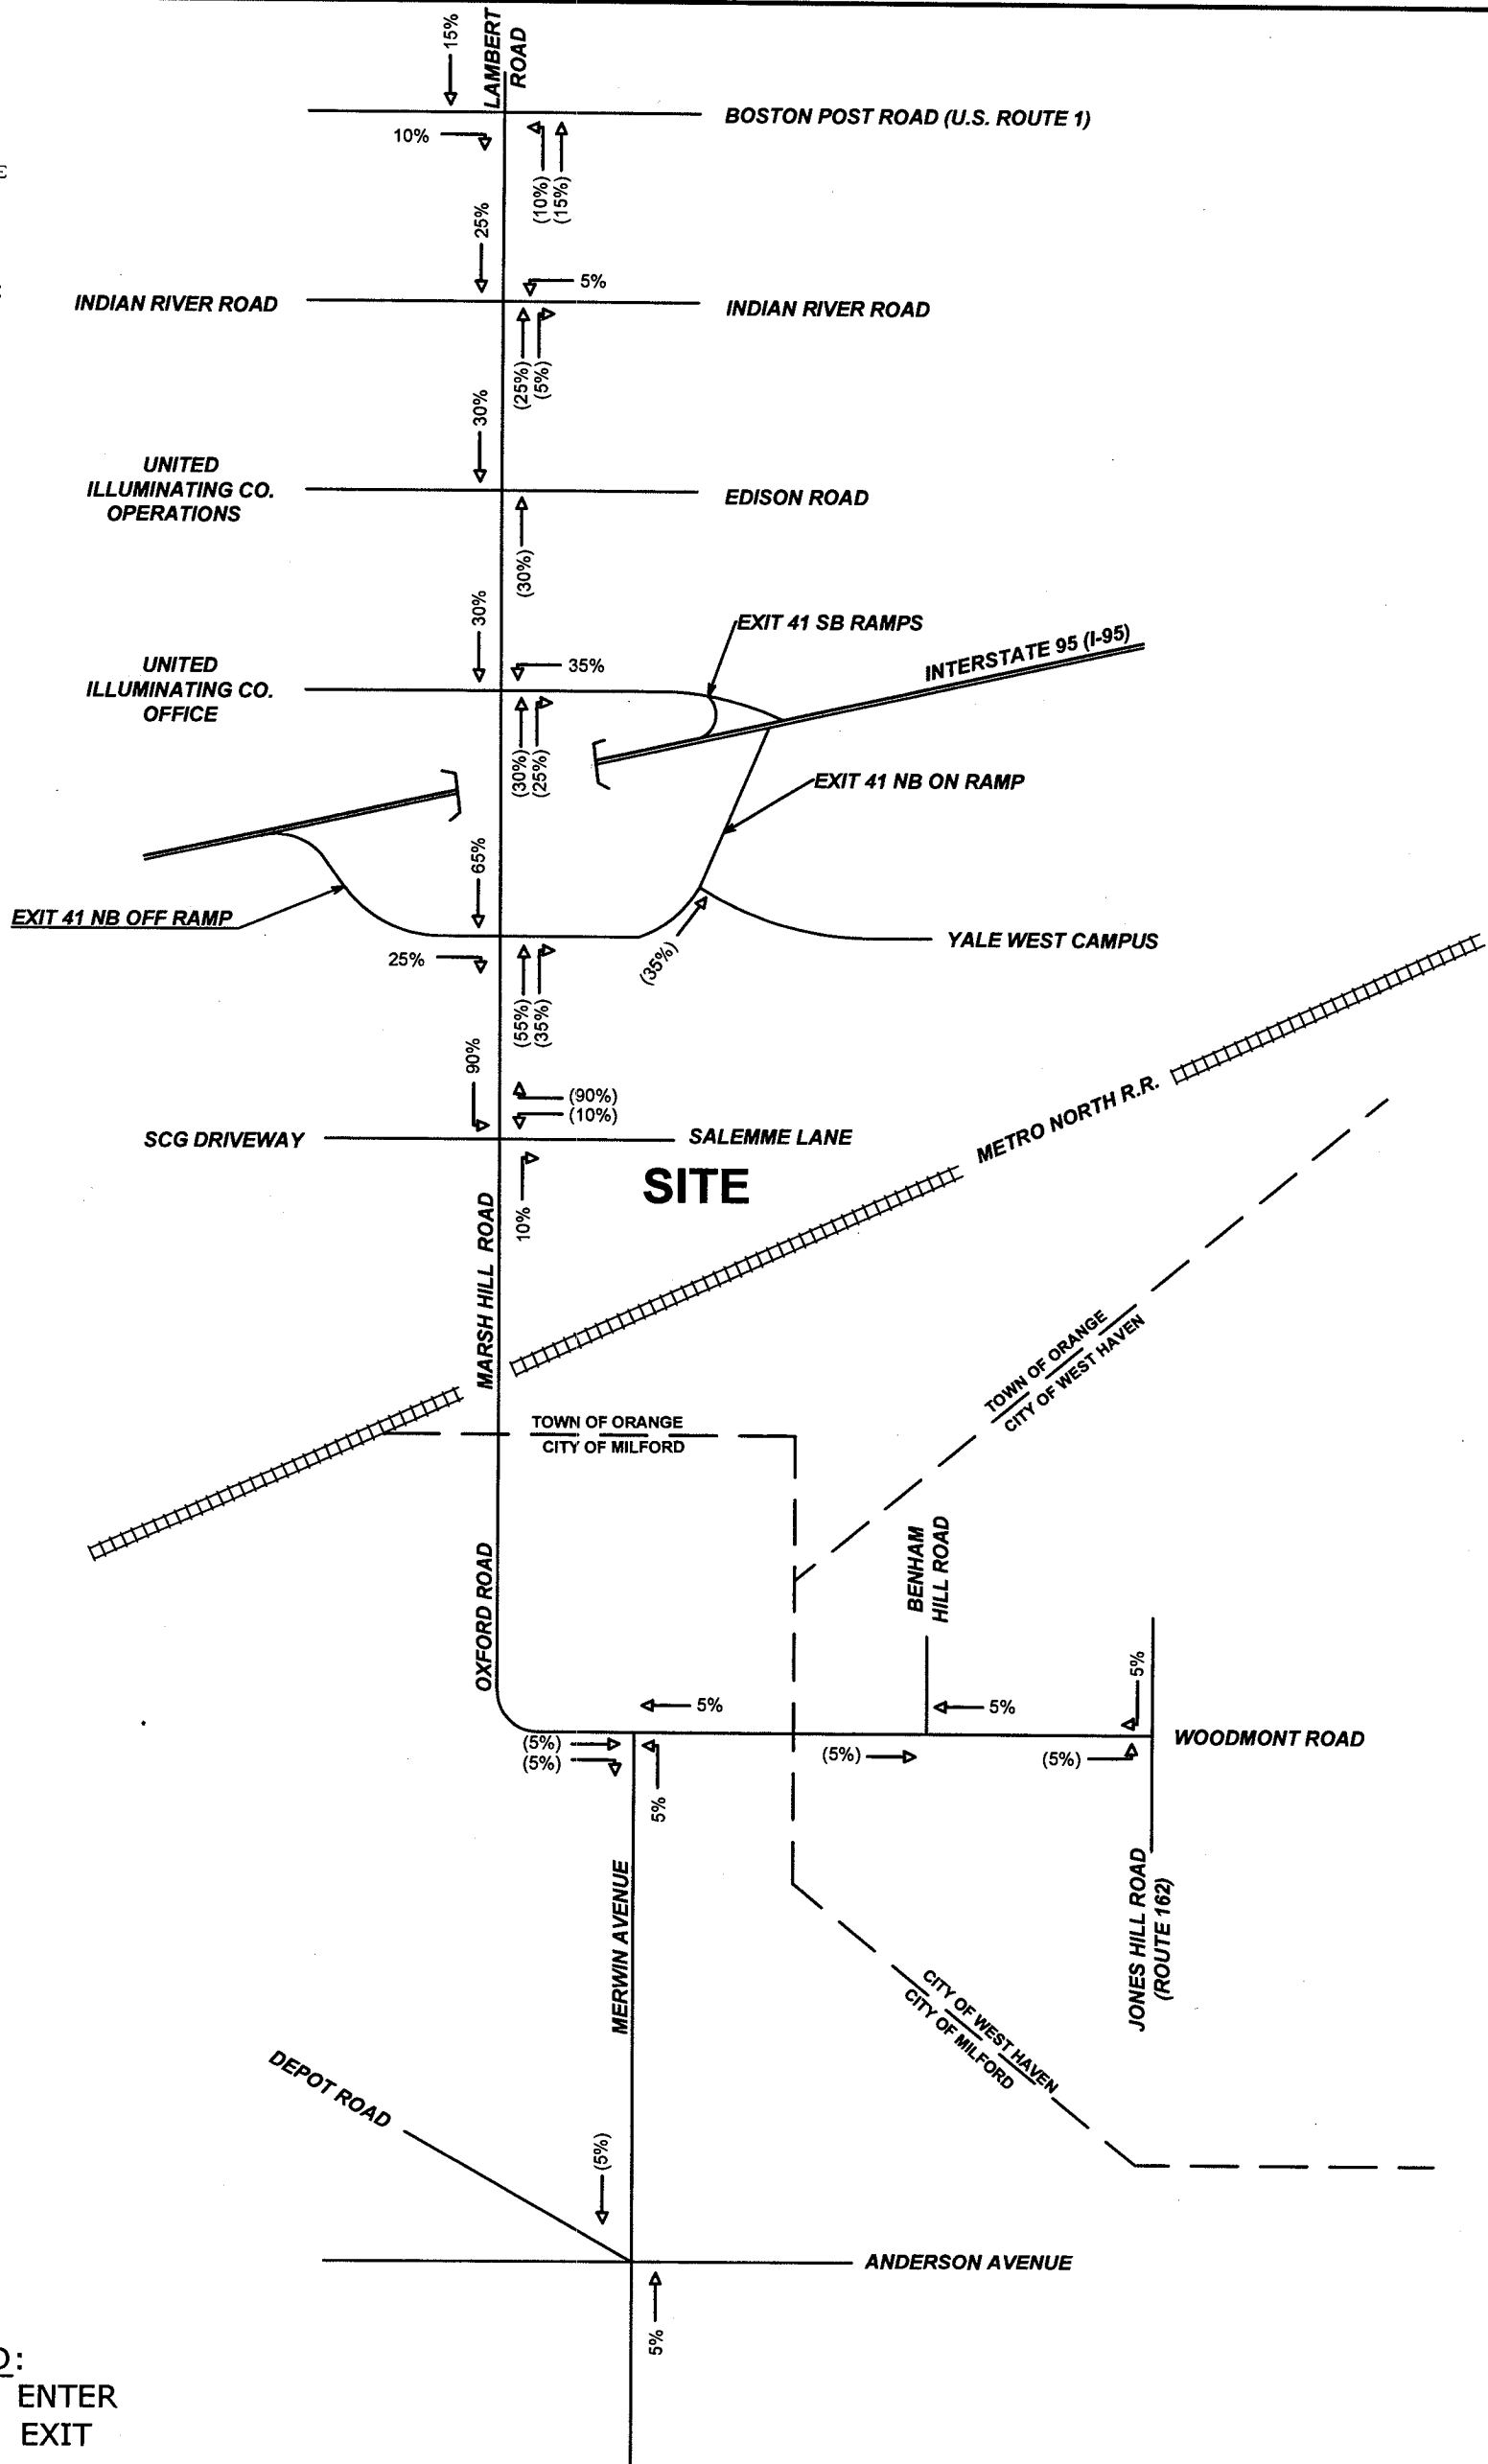 15%
LAMBERT
ROAD
BOSTON POST ROAD (U.S. ROUTE 1)
10%
E
(10%)
(15%)
25%
5%
:
INDIAN RIVER ROAD
INDIAN RIVER ROAD
(25%)
(5%)
30%
UNITED
ILLUMINATING CO.
OPERATIONS
EDISON ROAD
(30%)
30%
EXIT 41 SB RAMPS
INTERSTATE 95 (I-95)
35%
UNITED
ILLUMINATING CO.
OFFICE
(30%)
(25%)
EXIT 41 NB ON RAMP
65%
EXIT 41 NB OFF RAMP
YALE WEST CAMPUS
25%
(35%)
(55%)
(35%)
90%
(90%)
(10%)
SCG DRIVEWAY
SALEMME LANE
METRO NORTH R.R.
SITE
10%
MARSH HILL ROAD
TOWN OF ORANGE
CITY OF WEST HAVEN
TOWN OF ORANGE
CITY OF MILFORD
OXFORD ROAD
BENHAM
HILL ROAD
5%
5%
5%
WOODMONT ROAD
(5%)
(5%)
(5%)
(5%)
5%
MERWIN AVENUE
JONES HILL ROAD
(ROUTE 162)
CITY OF WEST HAVEN
CITY OF MILFORD
DEPOT ROAD
(5%)
ANDERSON AVENUE
5%
D:
ENTER
EXIT